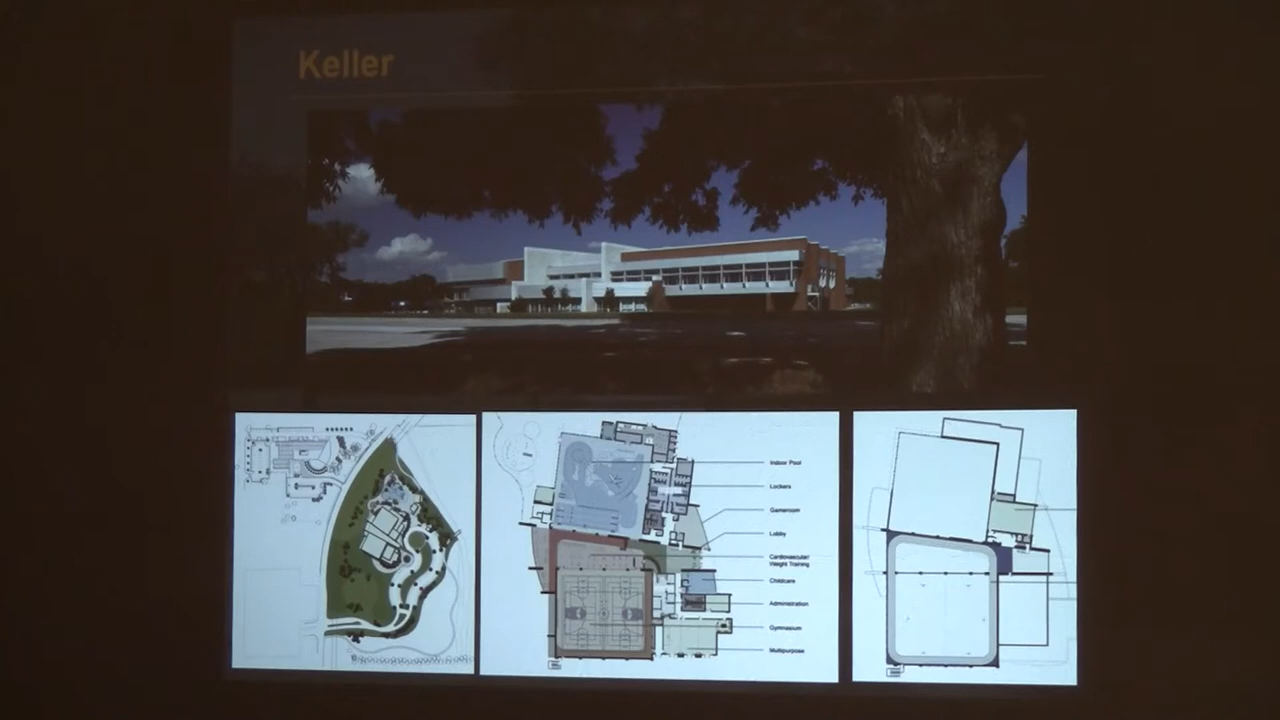 Keller
Indoor Pool
Lockers
Gameroom
Lobby
Cardiovascular/
Weight Training
Childcare
Administration
Gymnasium
Multipurpose